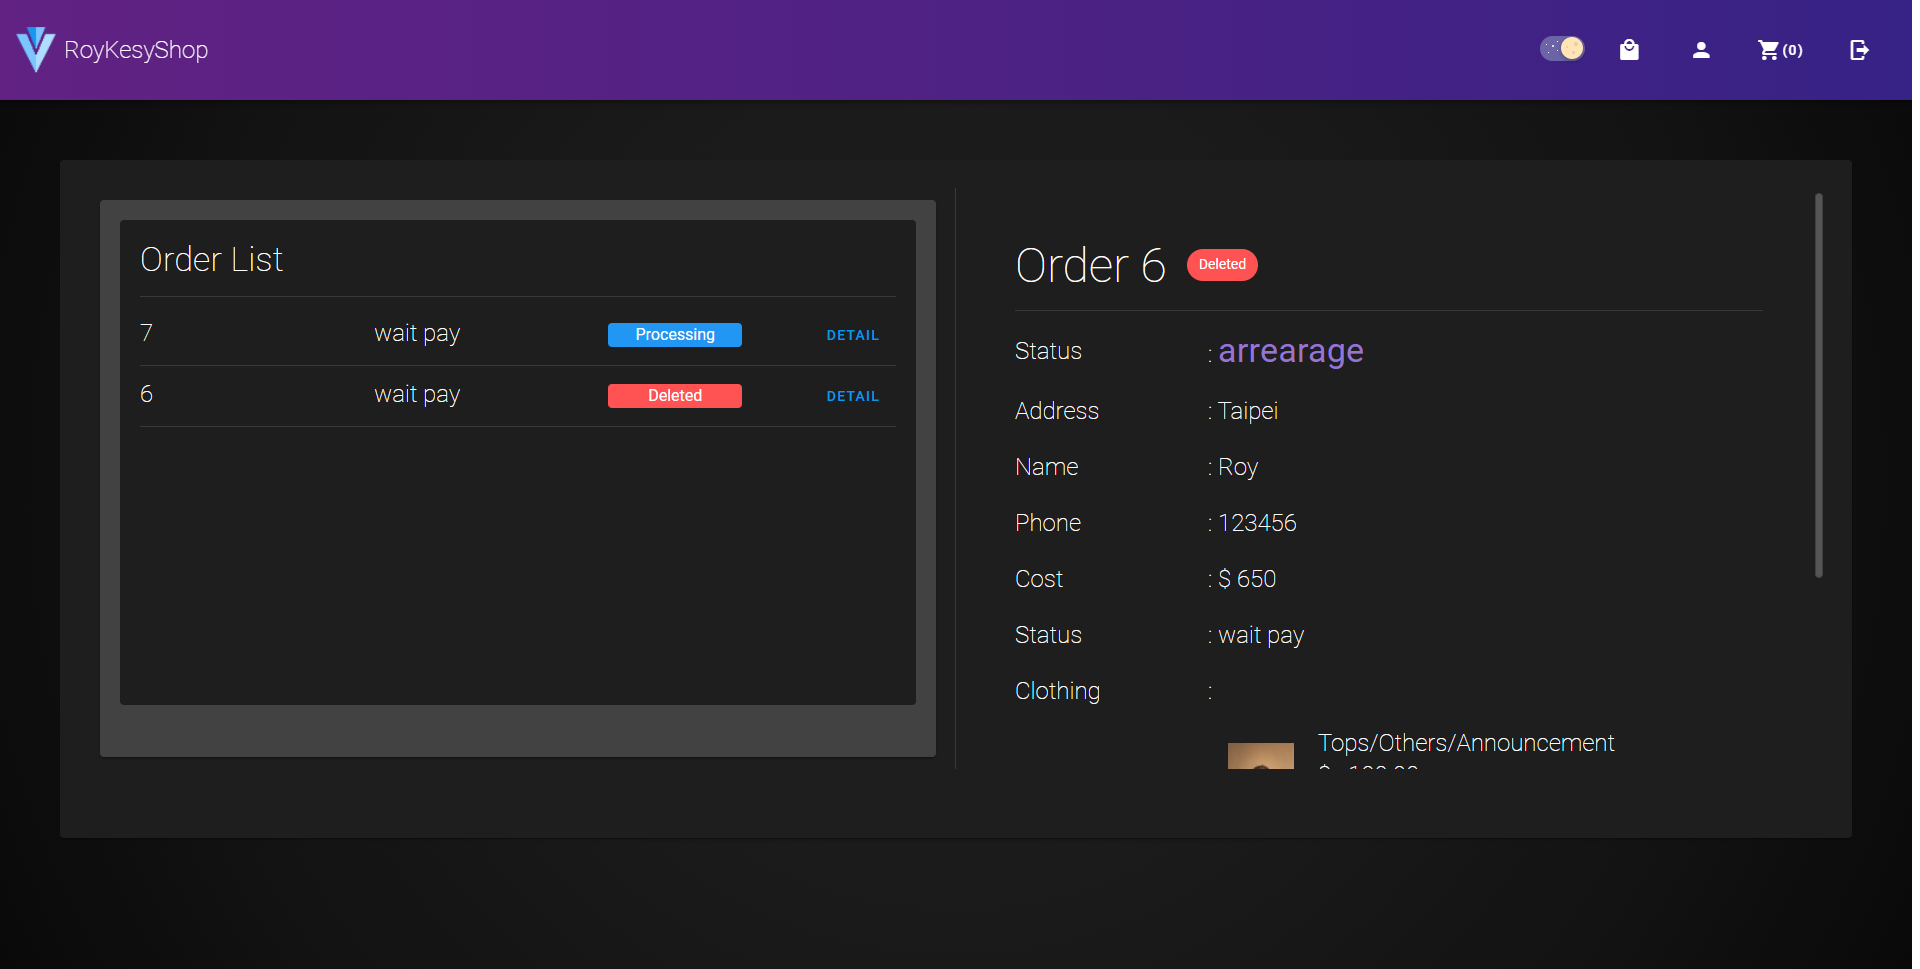 RoyKesyShop
(0)
Order List
7 wait pay Processing DETAIL
6 wait pay Deleted DETAIL
Order 6 Deleted
Status : arrearage
Address : Taipei
Name : Roy
Phone : 123456
Cost : $ 650
Status : wait pay
Clothing :
Tops/Others/Announcement